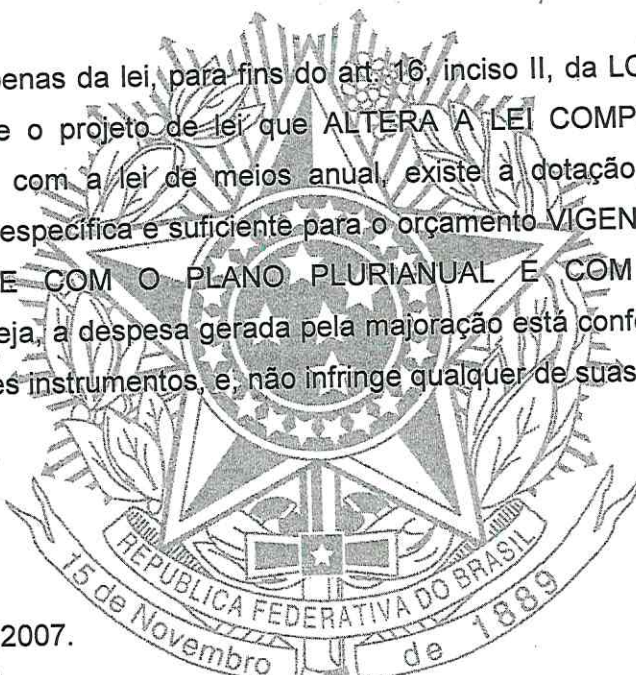 penas da lei, para fins do art. 16, inciso II, da LC
e o projeto de lei que ALTERA A LEI COMP
com a lei de meios anual, existe a dotação
específica e suficiente para o orçamento VIGEN
E COM O PLANO PLURIANUAL E COM
eja, a despesa gerada pela majoração está confo
es instrumentos, e, não infringe qualquer de suas
REPÚBLICA FEDERATIVA DO BRASIL
15 de Novembro de 1889
2007.